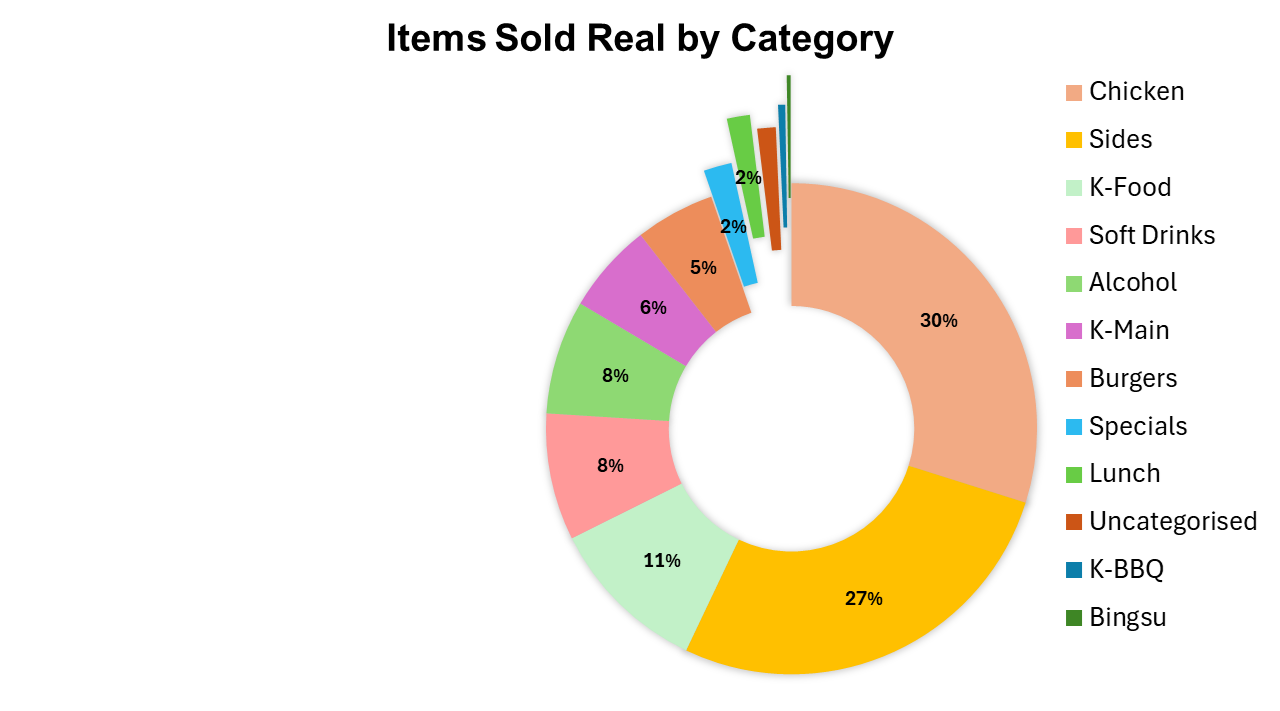 Items Sold Real by Category
Chicken
Sides
K-Food
Soft Drinks
Alcohol
K-Main
Burgers
Specials
Lunch
Uncategorised
K-BBQ
Bingsu
2%
2%
5%
6%
30%
8%
8%
11%
27%